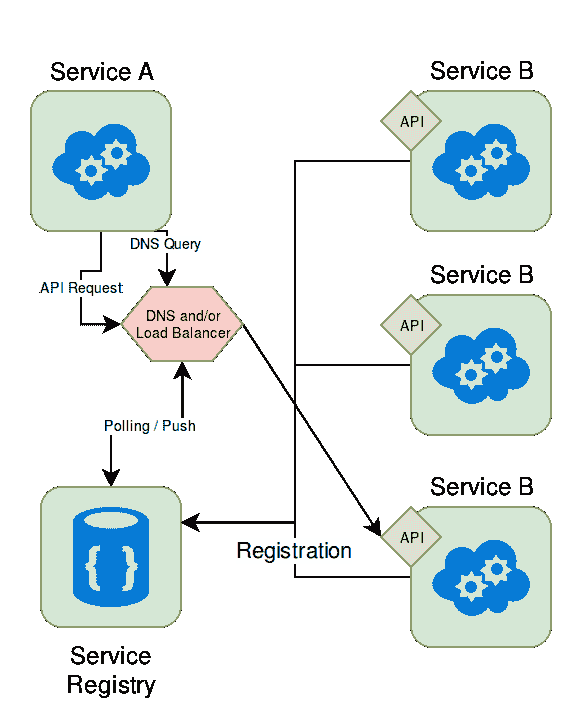 Service A
Service B
API
DNS Query
API Request
DNS and/or
Load Balancer
Service B
API
Polling / Push
Service B
API
{ }
Registration
Service
Registry